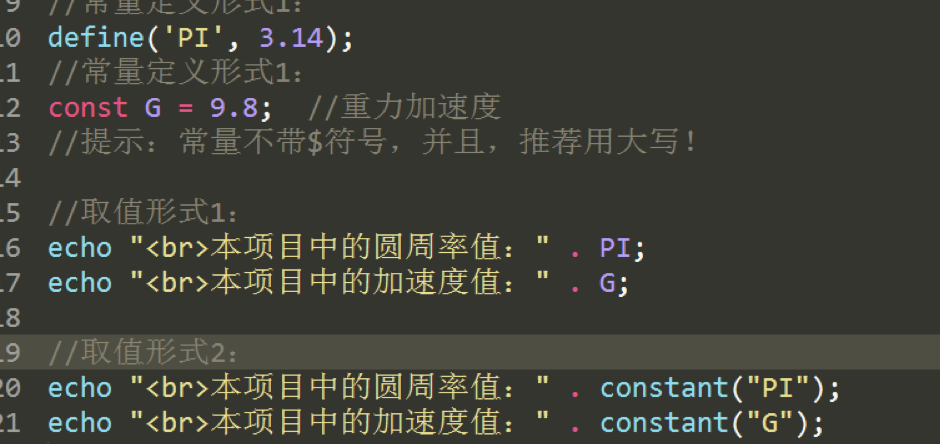 9 //常量定义形式1：
10 define('PI', 3.14);
11 //常量定义形式1：
12 const G = 9.8;  //重力加速度
13 //提示：常量不带$符号，并且，推荐用大写！
14
15 //取值形式1：
16 echo "<br>本项目中的圆周率值：" . PI;
17 echo "<br>本项目中的加速度值：" . G;
18
19 //取值形式2：
20 echo "<br>本项目中的圆周率值：" . constant("PI");
21 echo "<br>本项目中的加速度值：" . constant("G");